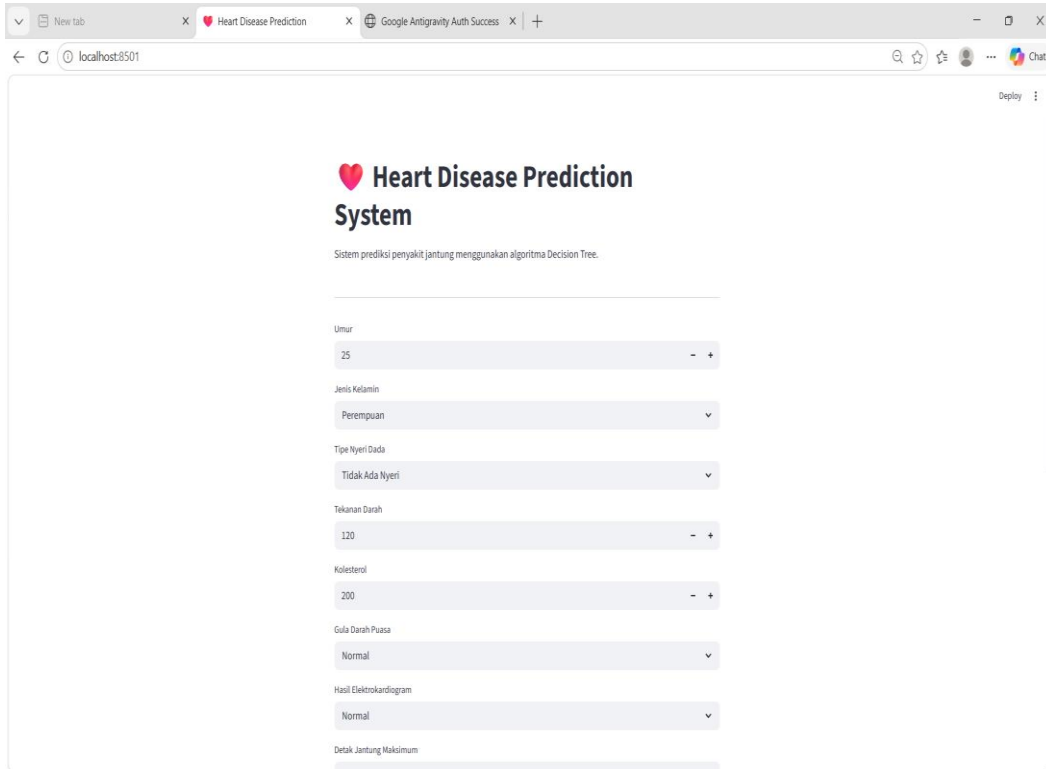 New tab
Heart Disease Prediction
Google Antigravity Auth Success
localhost:8501
Chat
Deploy
Heart Disease Prediction
System
Sistem prediksi penyakit jantung menggunakan algoritma Decision Tree.
Umur
25
Jenis Kelamin
Perempuan
Tipe Nyeri Dada
Tidak Ada Nyeri
Tekanan Darah
120
Kolesterol
200
Gula Darah Puasa
Normal
Hasil Elektrokardiogram
Normal
Detak Jantung Maksimum